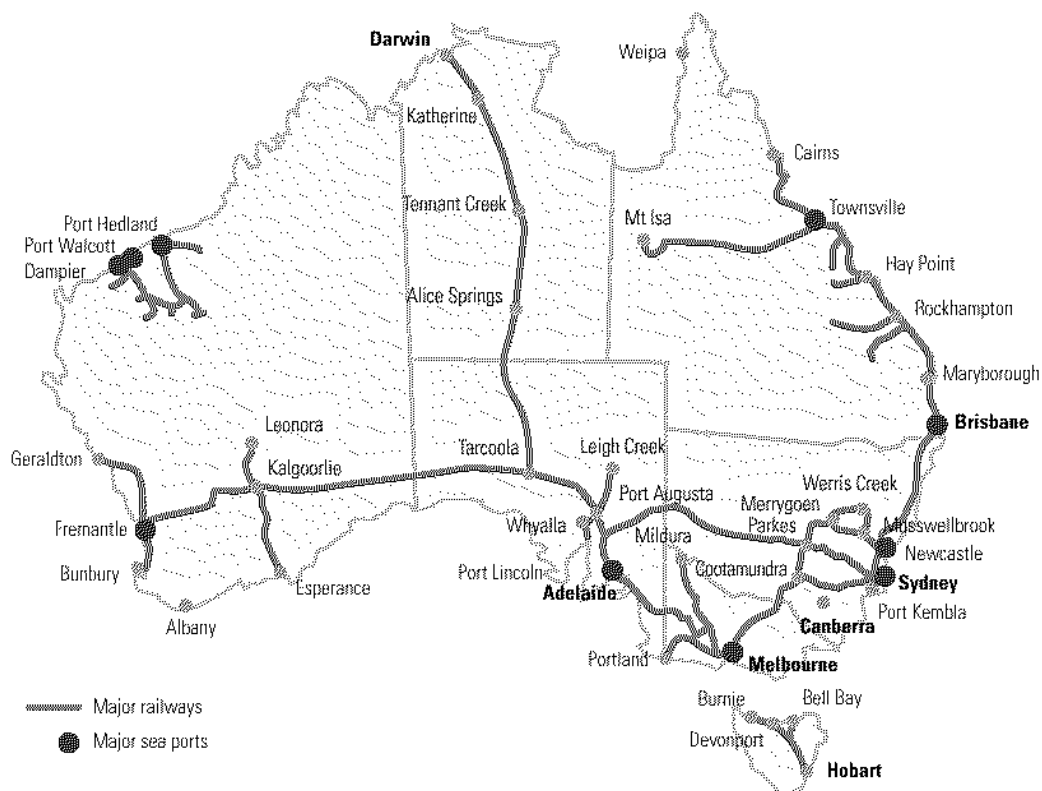 Darwin
Weipa
Katherine
Cairns
Tennant Creek
Mt Isa
Townsville
Port Hedland
Port Walcott
Dampier
Hay Point
Alice Springs
Rockhampton
Maryborough
Brisbane
Leonora
Geraldton
Kalgoorlie
Tarcoola
Leigh Creek
Werris Creek
Port Augusta
Merrygoen
Fremantle
Whyalla
Parkes
Musswellbrook
Mildura
Newcastle
Bunbury
Port Lincoln
Cootamundra
Esperance
Adelaide
Sydney
Port Kembla
Albany
Canberra
Portland
Melbourne
Major railways
Burnie
Bell Bay
Major sea ports
Devonport
Hobart